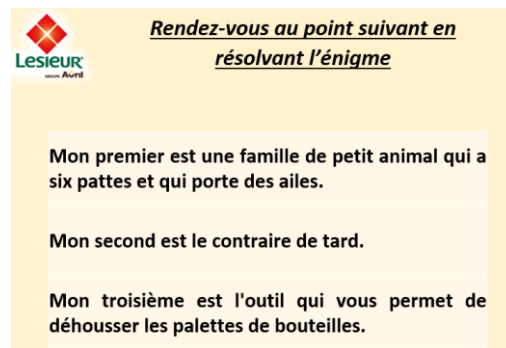 Rendez-vous au point suivant en
résolvant l’énigme
LESIEUR
GROUPE Avril
Mon premier est une famille de petit animal qui a
six pattes et qui porte des ailes.
Mon second est le contraire de tard.
Mon troisième est l'outil qui vous permet de
déhousser les palettes de bouteilles.